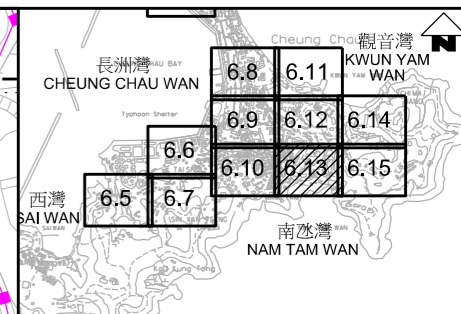 Cheung Chau
觀音灣
KWUN YAM
WAN
N
長洲灣
CHEUNG CHAU WAN
6.8
6.11
Typhoon Shelter
6.9
6.12
6.14
6.6
6.10
6.13
6.15
西灣
SAI WAN
6.5
6.7
南氹灣
NAM TAM WAN